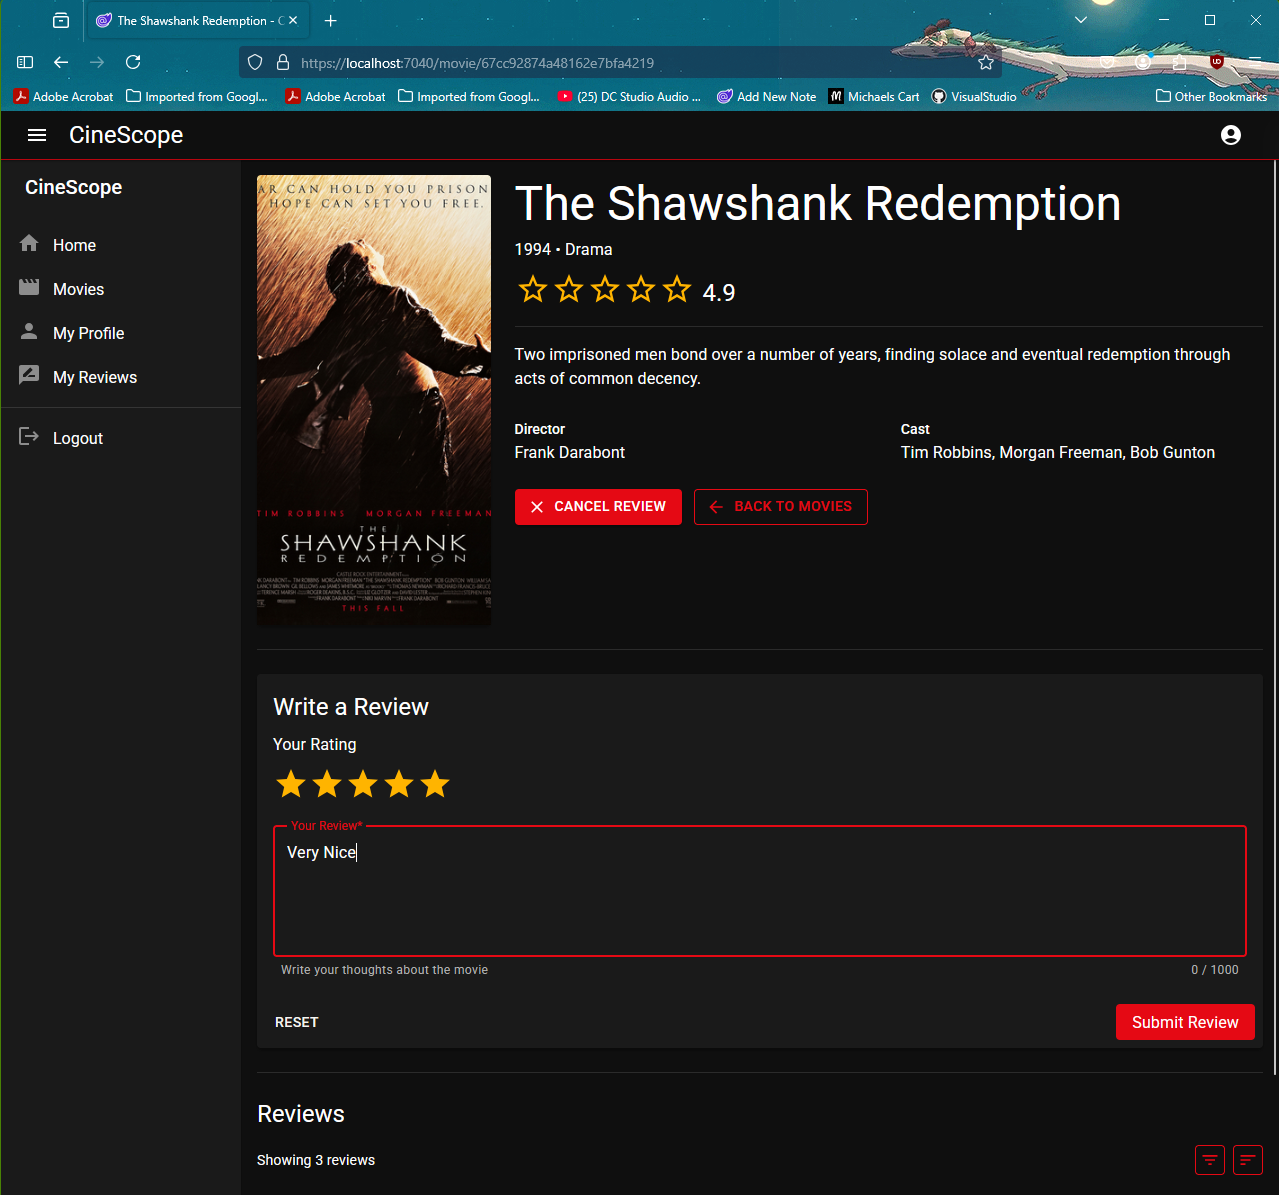 The Shawshank Redemption - C
https://localhost:7040/movie/67cc92874a48162e7bfa4219
Adobe Acrobat
Imported from Googl...
Adobe Acrobat
Imported from Googl...
(25) DC Studio Audio ...
Add New Note
Michaels Cart
VisualStudio
Other Bookmarks
CineScope
CineScope
Home
Movies
My Profile
My Reviews
Logout
AR CAN HOLD YOU PRISON
HOPE CAN SET YOU FREE.
TIM ROBBINS MORGAN FREEMAN
THE
SHAWSHANK
REDEMPTION
THIS FALL
The Shawshank Redemption
1994 • Drama
4.9
Two imprisoned men bond over a number of years, finding solace and eventual redemption through
acts of common decency.
Director
Frank Darabont
Cast
Tim Robbins, Morgan Freeman, Bob Gunton
CANCEL REVIEW
BACK TO MOVIES
Write a Review
Your Rating
Your Review*
Very Nice
Write your thoughts about the movie
0 / 1000
RESET
Submit Review
Reviews
Showing 3 reviews